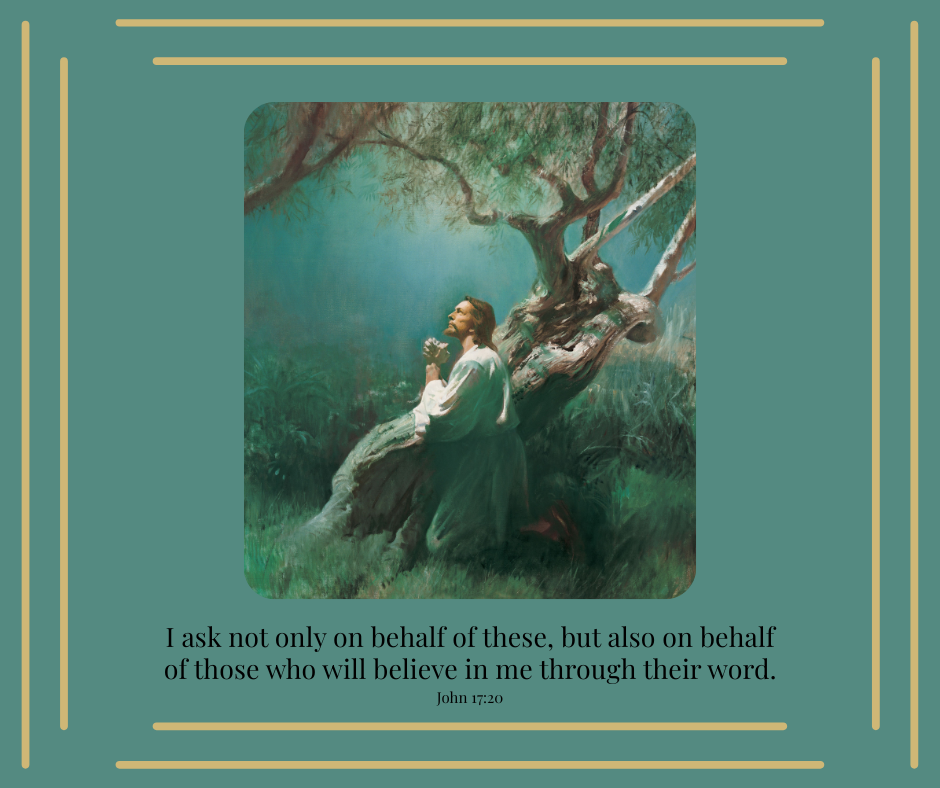 I ask not only on behalf of these, but also on behalf
of those who will believe in me through their word.
John 17:20